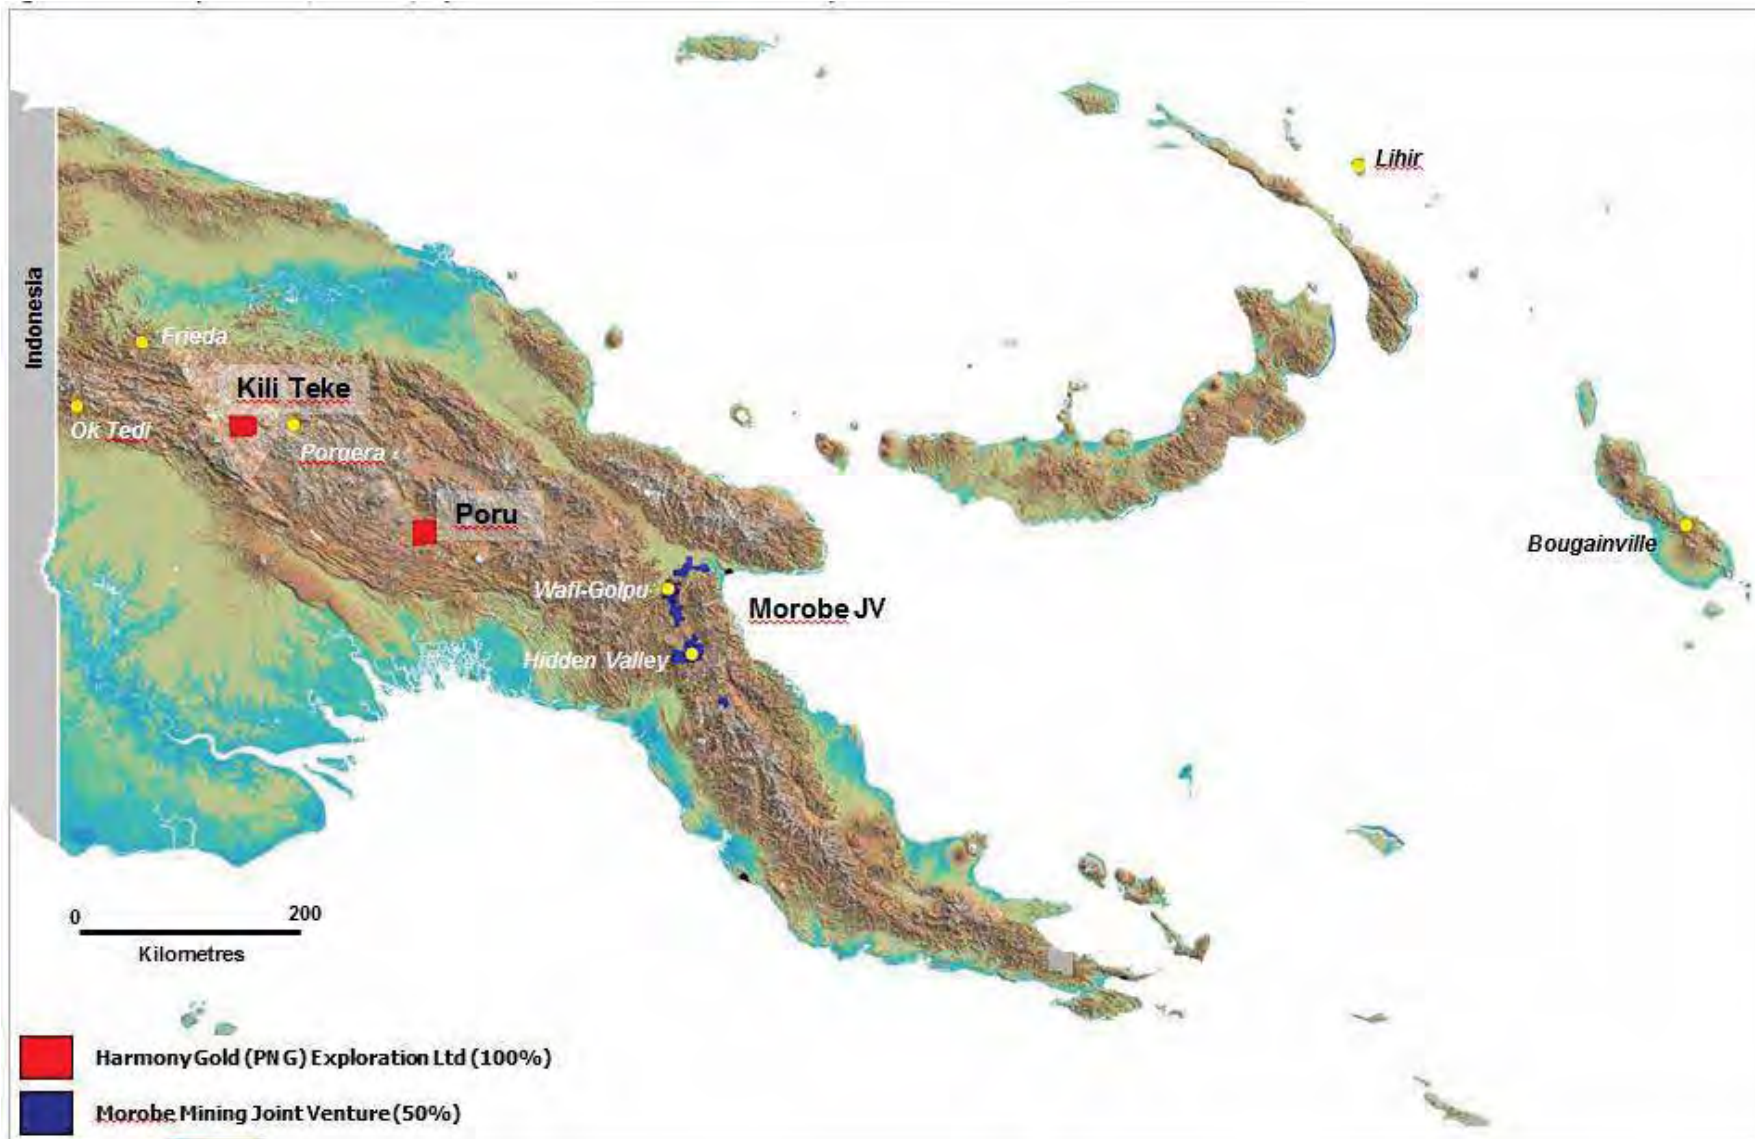 Lihir
Indonesia
Frieda
Kili Teke
Ok Tedi
Porgera
Poru
Bougainville
Wafi-Golpu
Morobe JV
Hidden Valley
0 200
Kilometres
Harmony Gold (PNG) Exploration Ltd (100%)
Morobe Mining Joint Venture (50%)